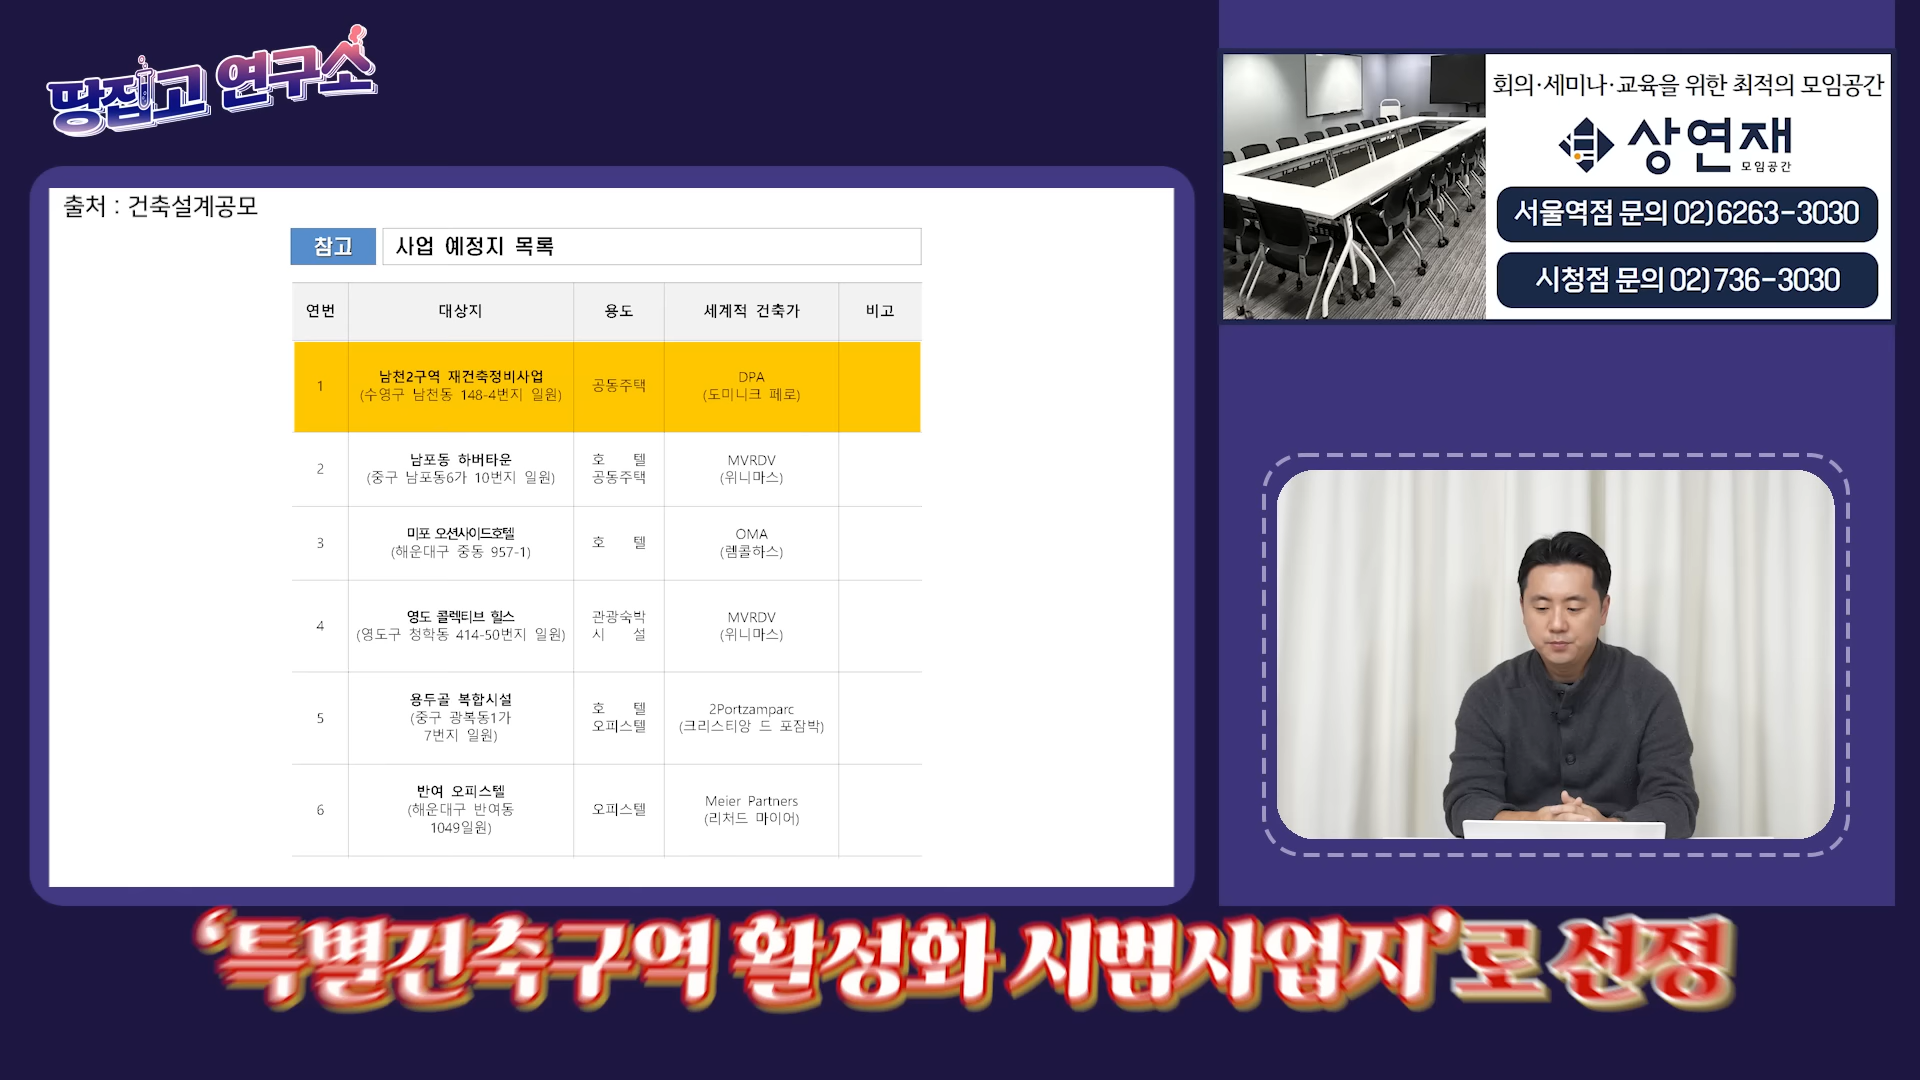 땅집고 연구소
출처 : 건축설계공모
참고 사업 예정지 목록
연번 대상지 용도 세계적 건축가 비고
1 남천2구역 재건축정비사업 (수영구 남천동 148-4번지 일원) 공동주택 DPA (도미니크 페로)
2 남포동 하버타운 (중구 남포동6가 10번지 일원) 호 텔 공동주택 MVRDV (위니마스)
3 미포 오션사이드호텔 (해운대구 중동 957-1) 호 텔 OMA (렘콜하스)
4 영도 콜렉티브 힐스 (영도구 청학동 414-50번지 일원) 관광숙박 시 설 MVRDV (위니마스)
5 용두골 복합시설 (중구 광복동1가 7번지 일원) 호 텔 오피스텔 2Portzamparc (크리스티앙 드 포잠박)
6 반여 오피스텔 (해운대구 반여동 1049일원) 오피스텔 Meier Partners (리처드 마이어)
회의·세미나·교육을 위한 최적의 모임공간
상연재
모임공간
서울역점 문의 02)6263-3030
시청점 문의 02)736-3030
'특별건축구역 활성화 시범사업지'로 선정